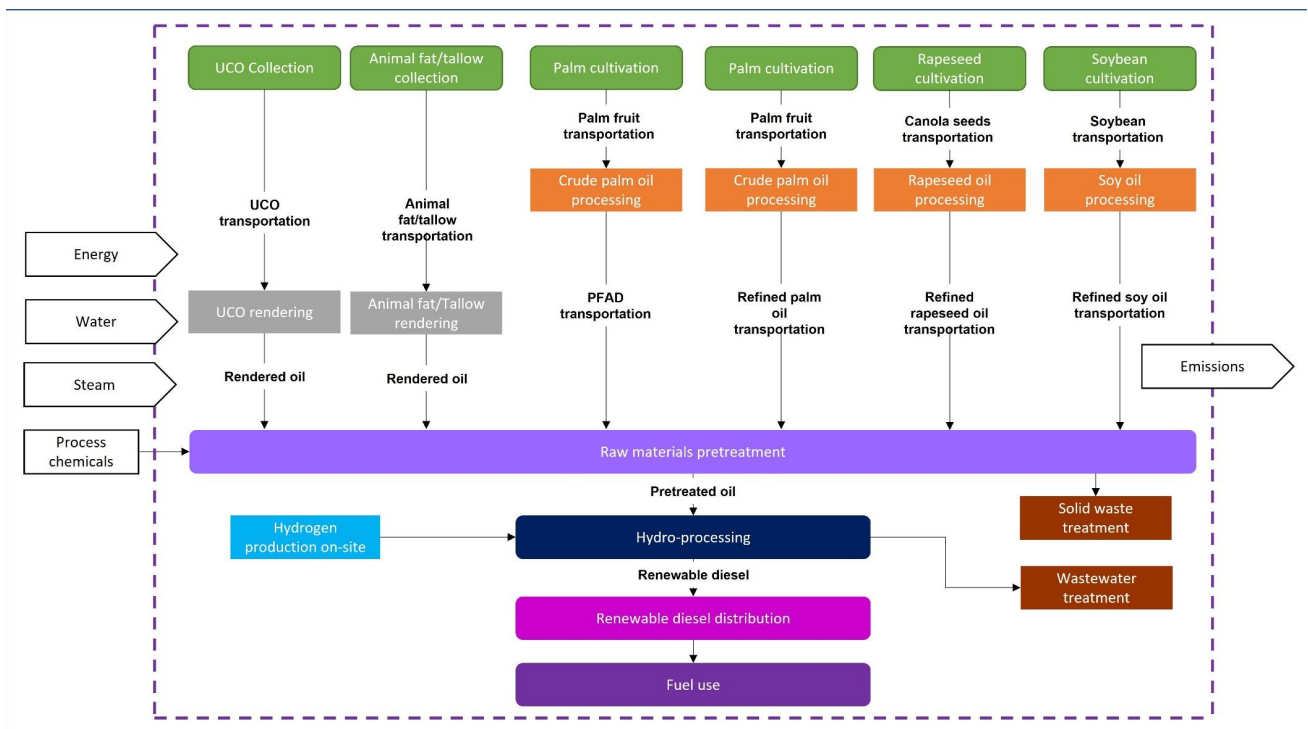 UCO Collection
Animal fat/tallow
collection
Palm cultivation
Palm cultivation
Rapeseed
cultivation
Soybean
cultivation
Palm fruit
transportation
Palm fruit
transportation
Canola seeds
transportation
Soybean
transportation
Crude palm oil
processing
Crude palm oil
processing
Rapeseed oil
processing
Soy oil
processing
UCO
transportation
Animal
fat/tallow
transportation
Energy
Water
Steam
UCO rendering
Animal fat/Tallow
rendering
PFAD
transportation
Refined palm
oil
transportation
Refined
rapeseed oil
transportation
Refined soy oil
transportation
Emissions
Rendered oil
Rendered oil
Process
chemicals
Raw materials pretreatment
Pretreated oil
Solid waste
treatment
Hydrogen
production on-site
Hydro-processing
Renewable diesel
Wastewater
treatment
Renewable diesel distribution
Fuel use